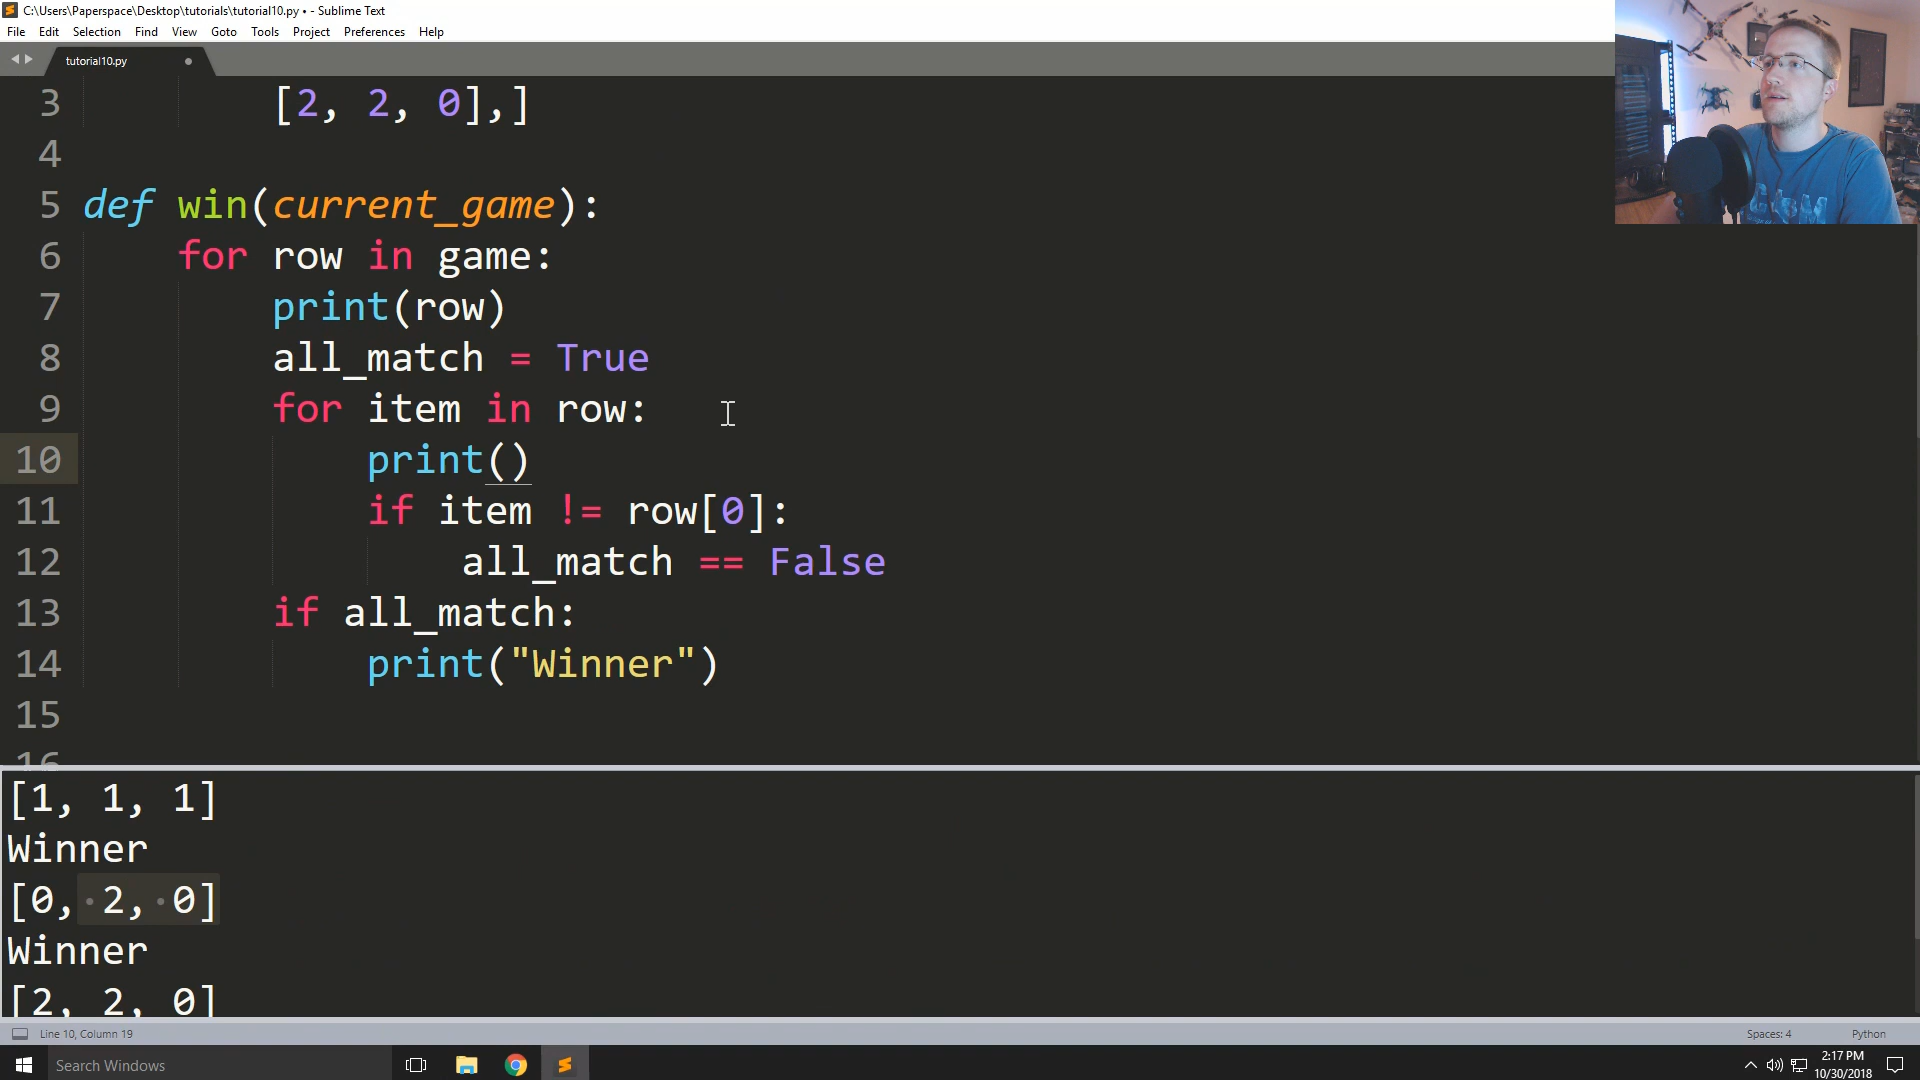 C:\Users\Paperspace\Desktop\tutorials\tutorial10.py • - Sublime Text
File Edit Selection Find View Goto Tools Project Preferences Help
tutorial10.py
3 [2, 2, 0],]
4
5 def win(current_game):
6 for row in game:
7 print(row)
8 all_match = True
9 for item in row:
10 print()
11 if item != row[0]:
12 all_match == False
13 if all_match:
14 print("Winner")
15
16
[1, 1, 1]
Winner
[0, 2, 0]
Winner
[2, 2, 0]
Line 10, Column 19 Spaces: 4 Python
Search Windows
2:17 PM
10/30/2018